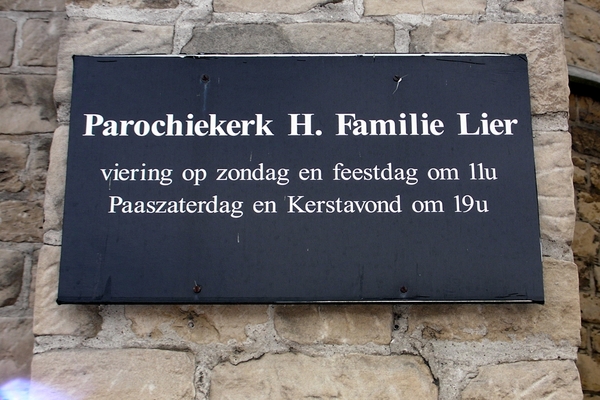 Parochiekerk H. Familie Lier
viering op zondag en feestdag om 11u
Paaszaterdag en Kerstavond om 19u